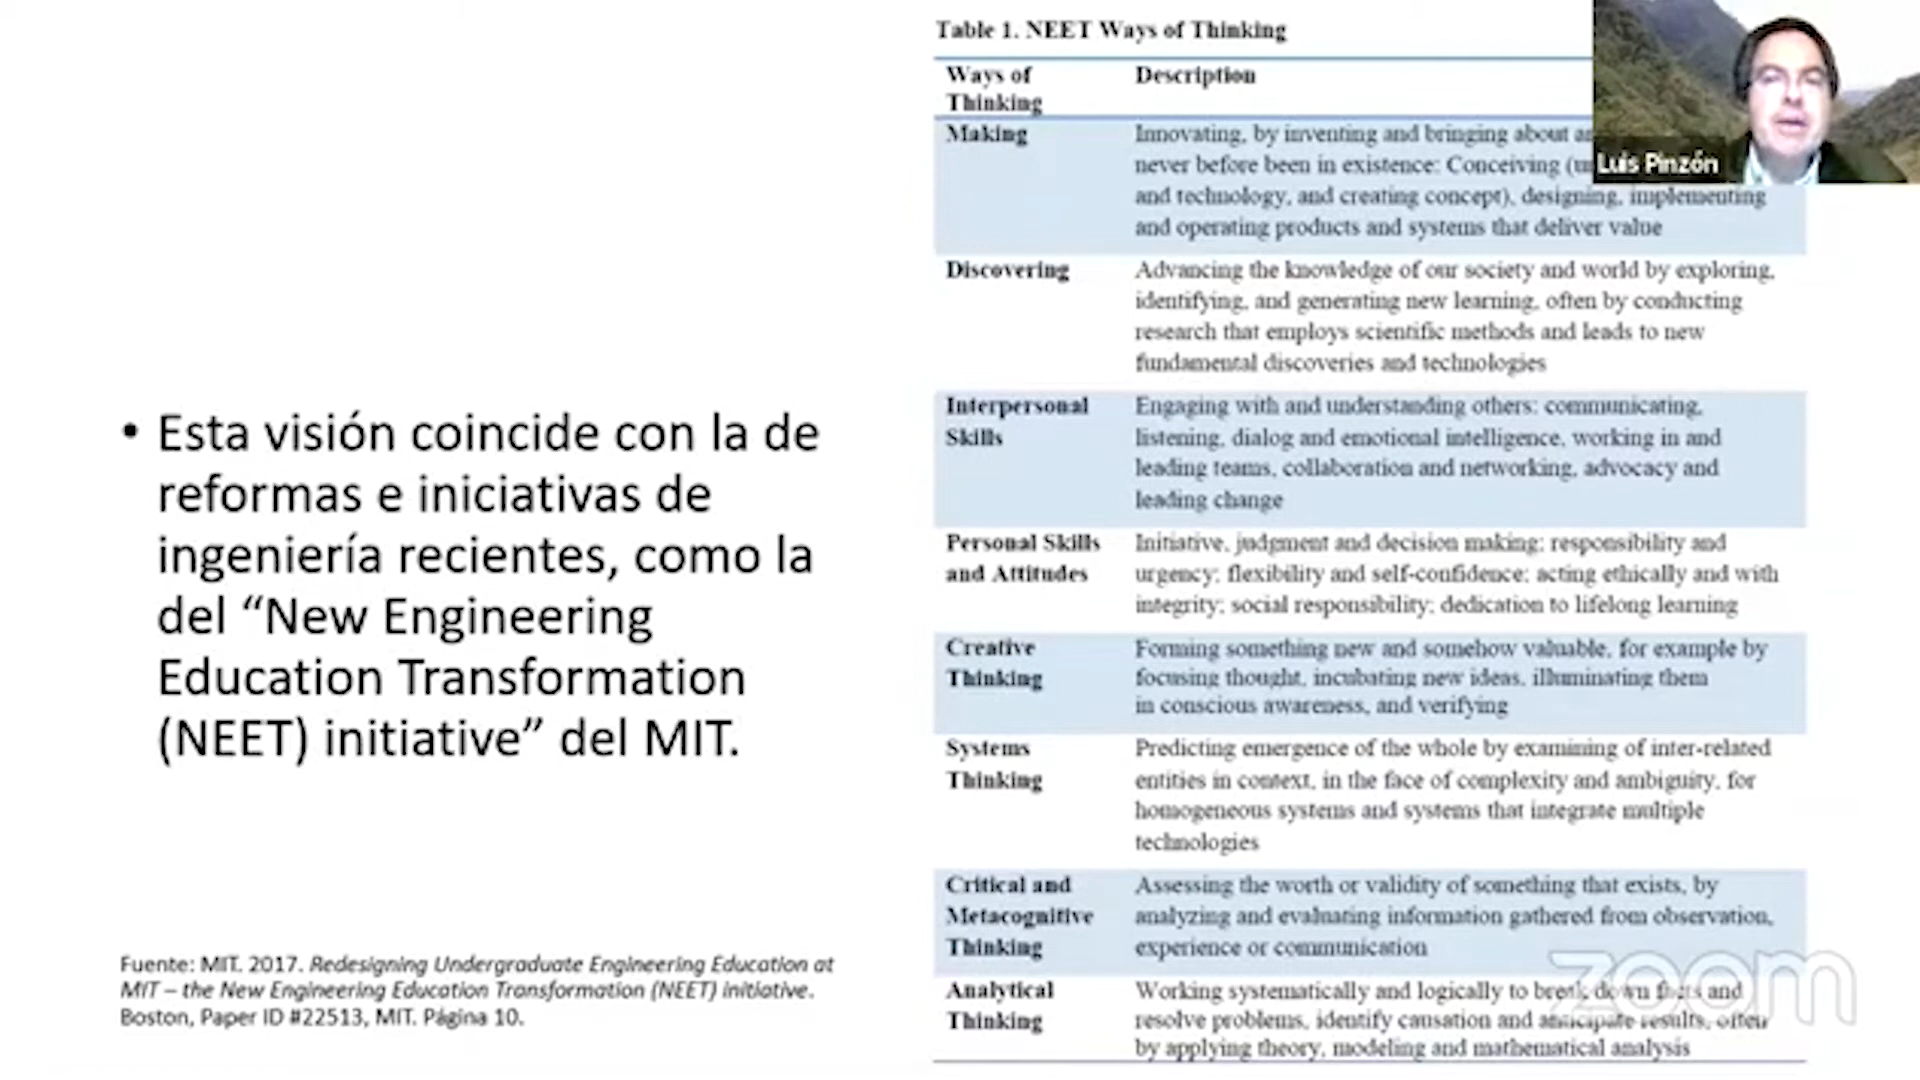 • Esta visión coincide con la de
reformas e iniciativas de
ingeniería recientes, como la
del “New Engineering
Education Transformation
(NEET) initiative” del MIT.
Fuente: MIT. 2017. Redesigning Undergraduate Engineering Education at
MIT – the New Engineering Education Transformation (NEET) initiative.
Boston, Paper ID #22513, MIT. Página 10.
Table 1. NEET Ways of Thinking
Ways of
Thinking
Description
Making
Innovating, by inventing and bringing about
never before been in existence: Conceiving
and technology, and creating concept), designing, implementing
and operating products and systems that deliver value
Discovering
Advancing the knowledge of our society and world by exploring,
identifying, and generating new learning, often by conducting
research that employs scientific methods and leads to new
fundamental discoveries and technologies
Interpersonal
Skills
Engaging with and understanding others: communicating,
listening, dialog and emotional intelligence, working in and
leading teams, collaboration and networking, advocacy and
leading change
Personal Skills
and Attitudes
Initiative, judgment and decision making; responsibility and
urgency; flexibility and self-confidence; acting ethically and with
integrity; social responsibility; dedication to lifelong learning
Creative
Thinking
Forming something new and somehow valuable, for example by
focusing thought, incubating new ideas, illuminating them
in conscious awareness, and verifying
Systems
Thinking
Predicting emergence of the whole by examining of inter-related
entities in context, in the face of complexity and ambiguity, for
homogeneous systems and systems that integrate multiple
technologies
Critical and
Metacognitive
Thinking
Assessing the worth or validity of something that exists, by
analyzing and evaluating information gathered from observation,
experience or communication
Analytical
Thinking
Working systematically and logically to break down facts and
resolve problems, identify causation and anticipate results, often
by applying theory, modeling and mathematical analysis
Luis Pinzón
zoom